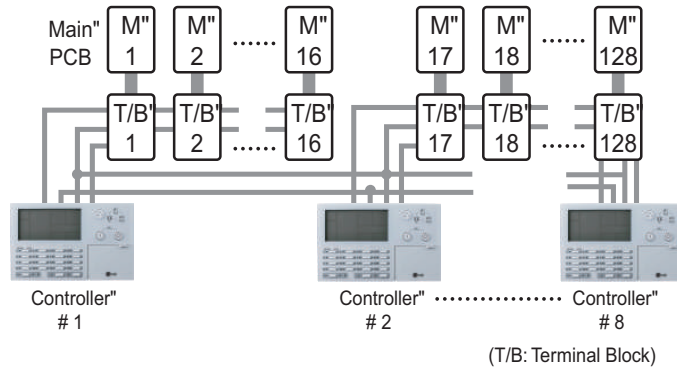 Main"
PCB
M"
1
M"
2
......
M"
16
M"
17
M"
18
......
M"
128
T/B"
1
T/B"
2
......
T/B"
16
T/B"
17
T/B"
18
......
T/B"
128
Controller"
# 1
Controller"
# 2
..................
Controller"
# 8
(T/B: Terminal Block)